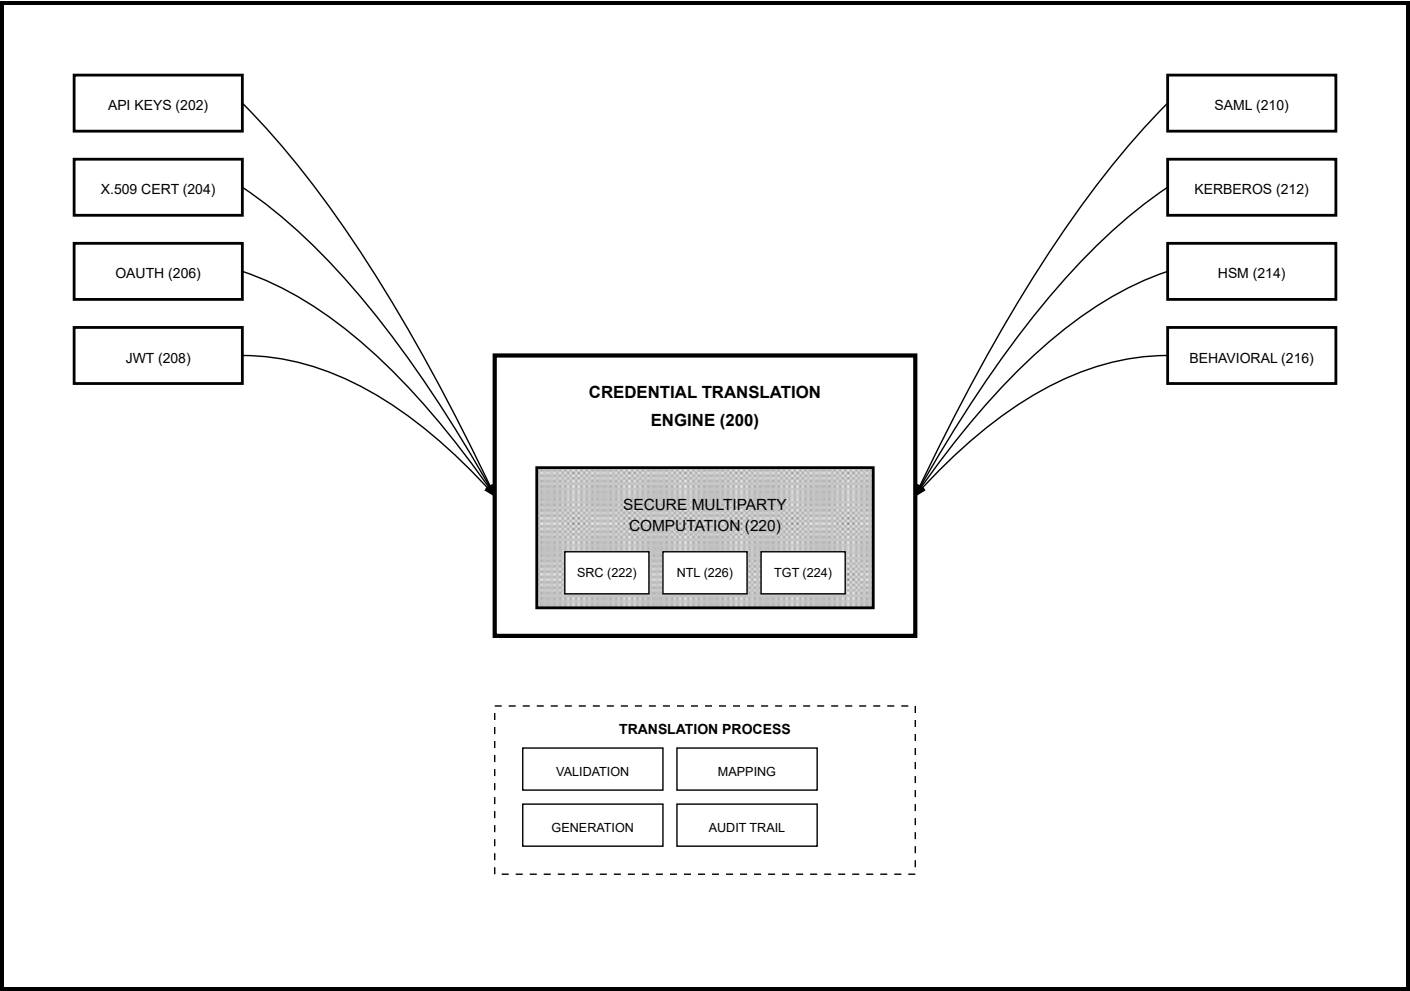 API KEYS (202)
X.509 CERT (204)
OAUTH (206)
JWT (208)
SAML (210)
KERBEROS (212)
HSM (214)
BEHAVIORAL (216)
CREDENTIAL TRANSLATION
ENGINE (200)
SECURE MULTIPARTY
COMPUTATION (220)
SRC (222)
NTL (226)
TGT (224)
TRANSLATION PROCESS
VALIDATION
MAPPING
GENERATION
AUDIT TRAIL